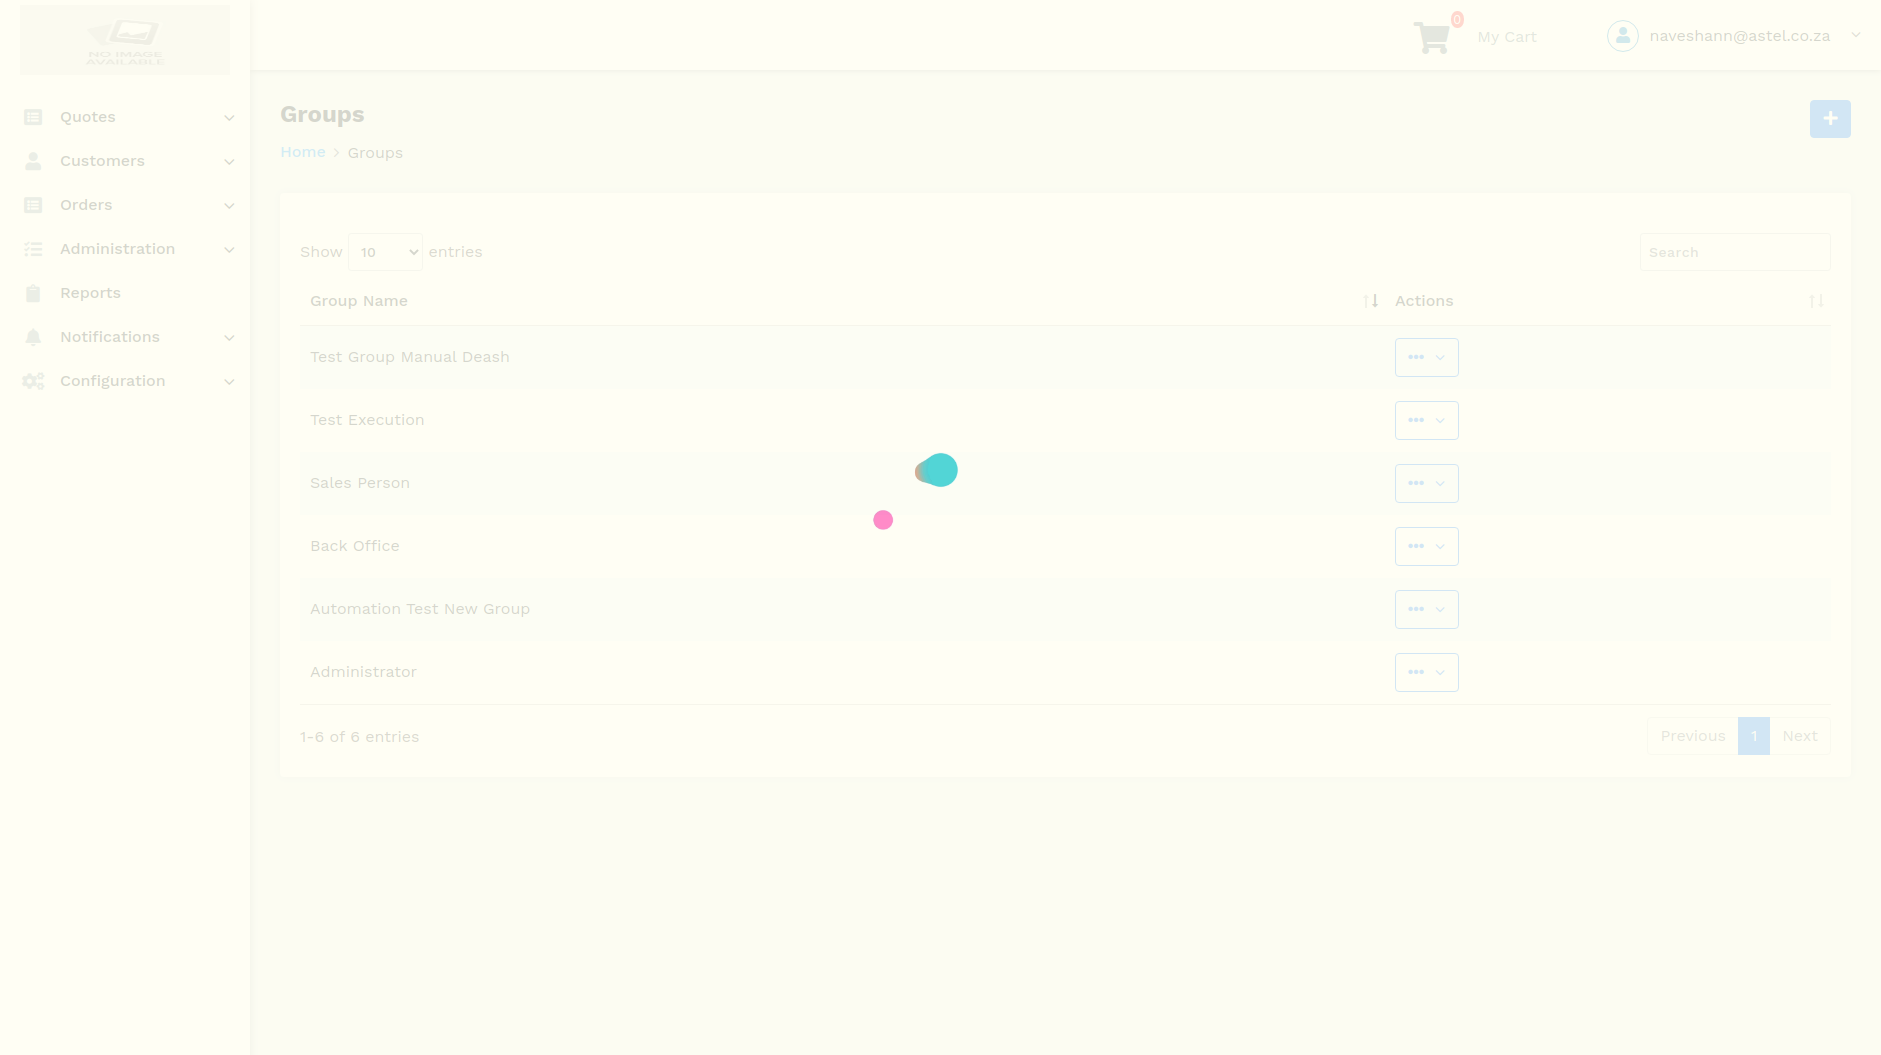 NO IMAGE
AVAILABLE
0
My Cart
naveshann@astel.co.za
Quotes
Customers
Orders
Administration
Reports
Notifications
Configuration
Groups
Home
Groups
Show 10 entries
Search
Group Name
Actions
Test Group Manual Deash
Test Execution
Sales Person
Back Office
Automation Test New Group
Administrator
1-6 of 6 entries
Previous 1 Next